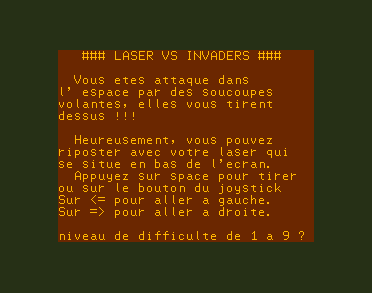 ### LASER VS INVADERS ###
Vous etes attaque dans
l' espace par des soucoupes
volantes, elles vous tirent
dessus !!!
Heureusement, vous pouvez
riposter avec votre laser qui
se situe en bas de l'ecran.
Appuyez sur space pour tirer
ou sur le bouton du joystick
Sur <= pour aller a gauche.
Sur => pour aller a droite.
niveau de difficulte de 1 a 9 ?